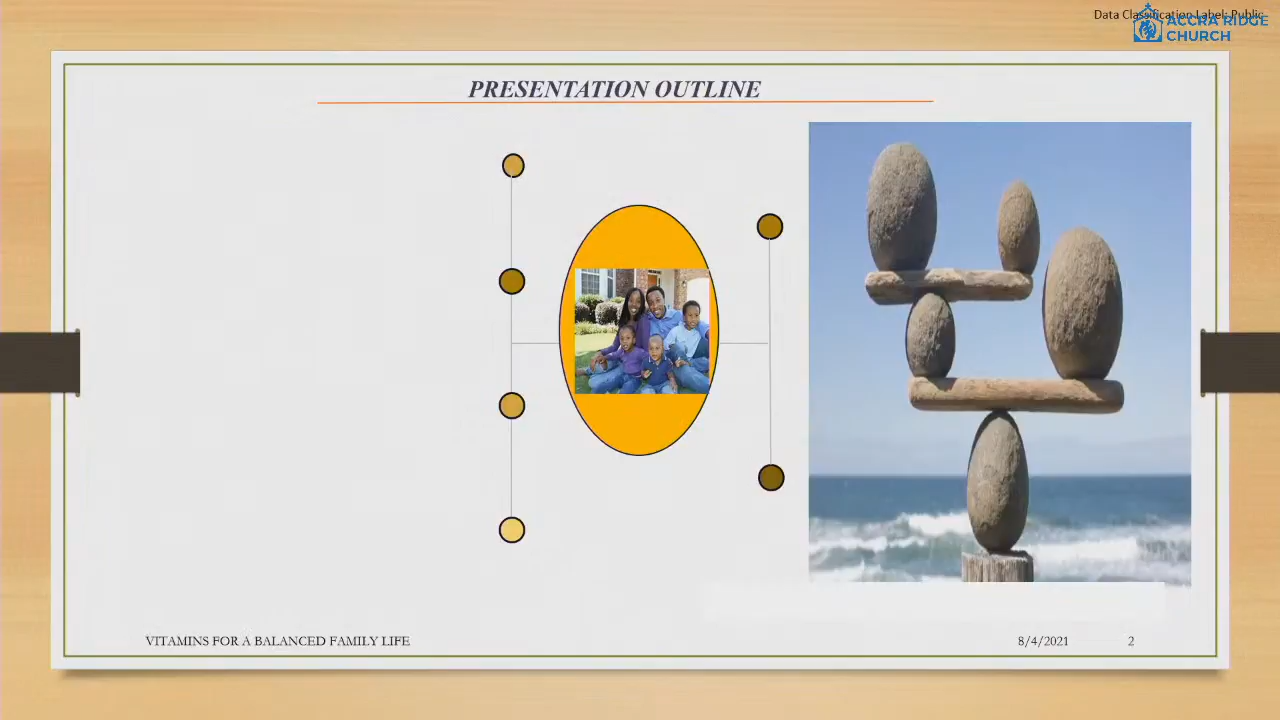 Data Classification Label: Public
ACCRA RIDGE
CHURCH
PRESENTATION OUTLINE
VITAMINS FOR A BALANCED FAMILY LIFE
8/4/2021
2